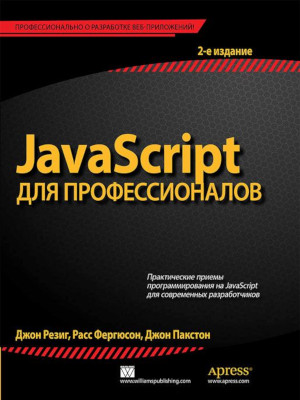 ПРОФЕССИОНАЛЬНО О РАЗРАБОТКЕ ВЕБ-ПРИЛОЖЕНИЙ!
2-е издание
JavaScript
ДЛЯ ПРОФЕССИОНАЛОВ
Практические приемы
программирования на JavaScript
для современных разработчиков
Джон Резиг, Расс Фергюсон, Джон Пакстон
www.williamspublishing.com
Apress®
www.apress.com